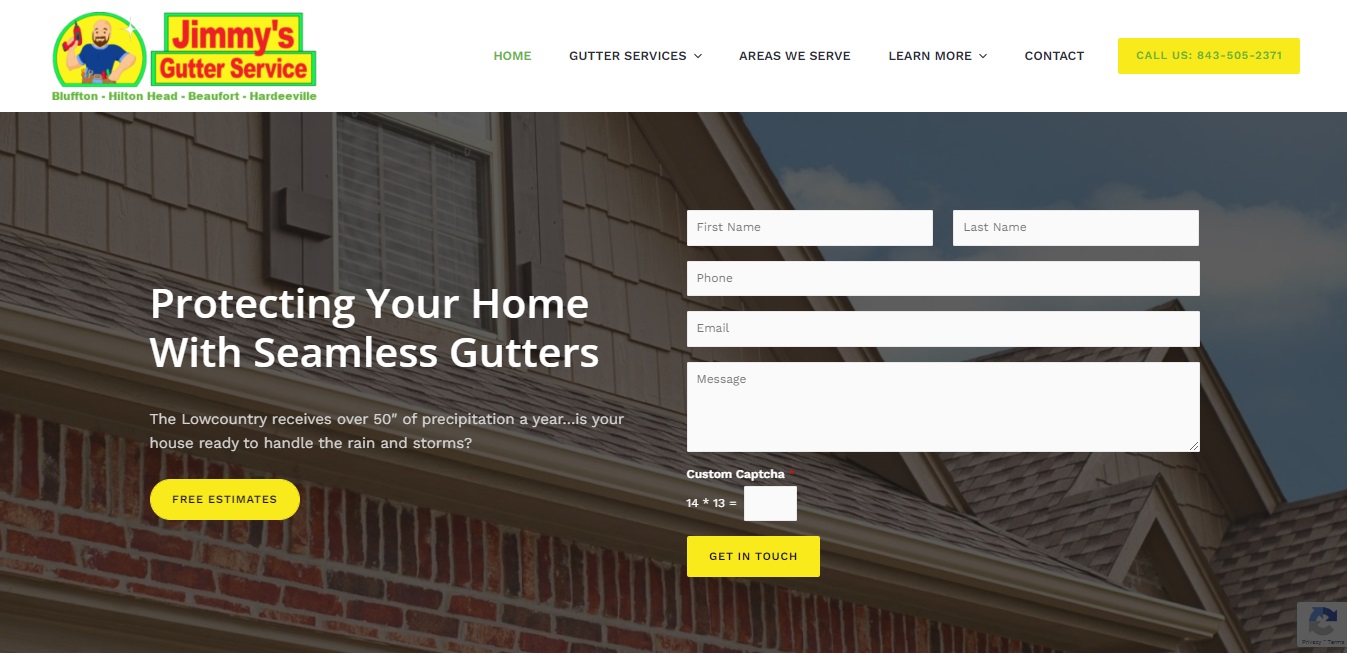 Jimmy's
Gutter Service
Bluffton - Hilton Head - Beaufort - Hardeeville
HOME
GUTTER SERVICES
AREAS WE SERVE
LEARN MORE
CONTACT
CALL US: 843-505-2371
Protecting Your Home
With Seamless Gutters
The Lowcountry receives over 50″ of precipitation a year…is your
house ready to handle the rain and storms?
FREE ESTIMATES
First Name
Last Name
Phone
Email
Message
Custom Captcha *
14 * 13 =
GET IN TOUCH
Privacy - Terms